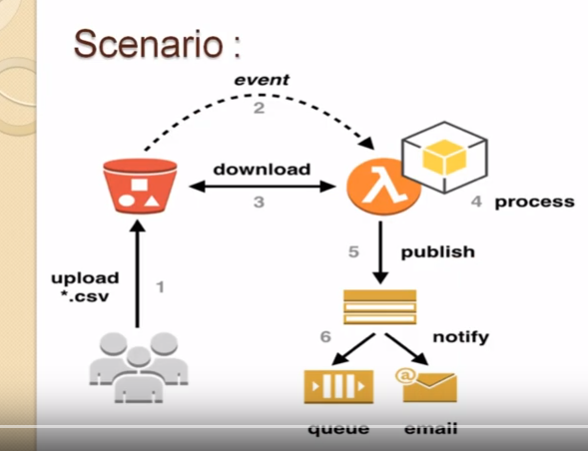 Scenario :
event
2
download
3
4 process
upload
*.csv
1
5 publish
6 notify
@
queue
email